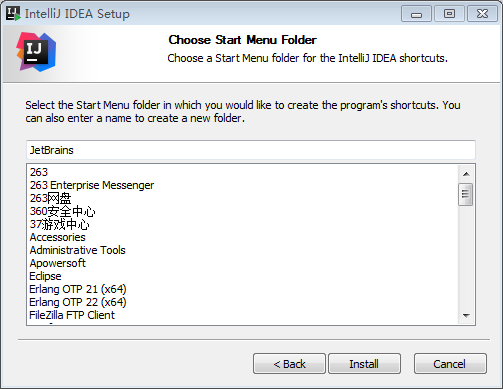 IntelliJ IDEA Setup
IJ
Choose Start Menu Folder
Choose a Start Menu folder for the IntelliJ IDEA shortcuts.
Select the Start Menu folder in which you would like to create the program's shortcuts. You
can also enter a name to create a new folder.
JetBrains
263
263 Enterprise Messenger
263网盘
360安全中心
37游戏中心
Accessories
Administrative Tools
Apowersoft
Eclipse
Erlang OTP 21 (x64)
Erlang OTP 22 (x64)
FileZilla FTP Client
< Back
Install
Cancel